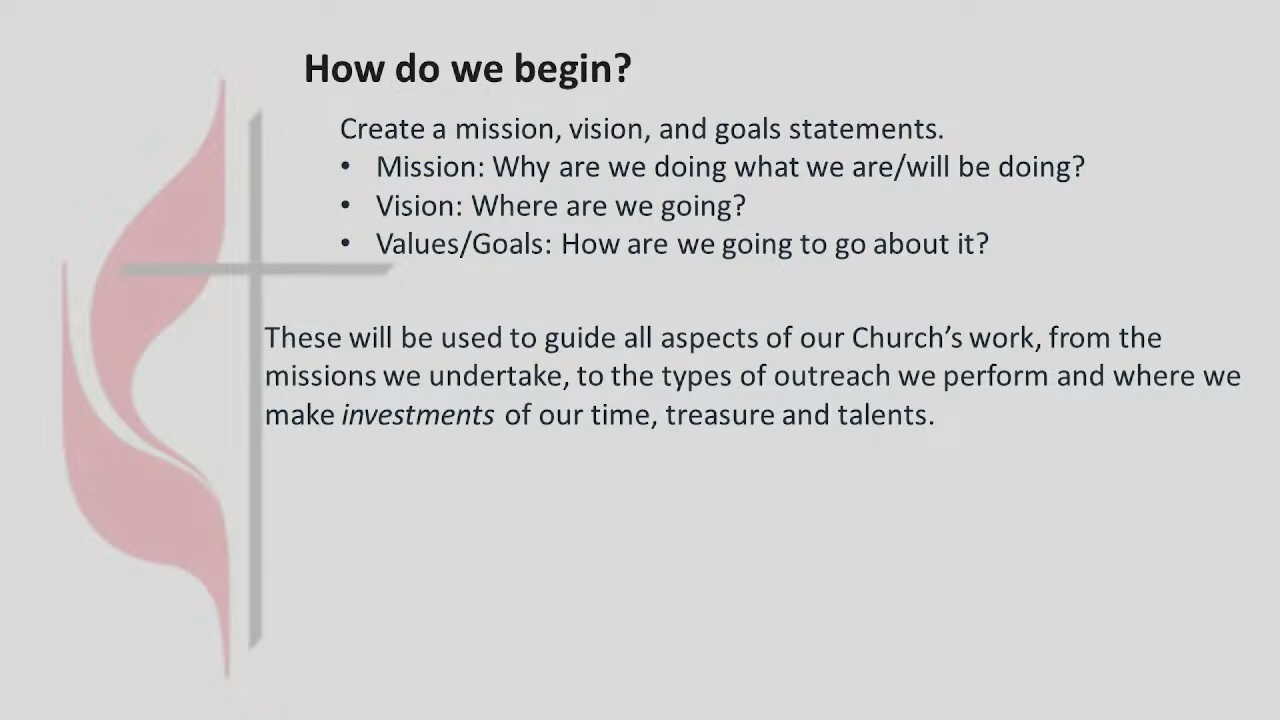 How do we begin?
Create a mission, vision, and goals statements.
• Mission: Why are we doing what we are/will be doing?
• Vision: Where are we going?
• Values/Goals: How are we going to go about it?
These will be used to guide all aspects of our Church’s work, from the
missions we undertake, to the types of outreach we perform and where we
make investments of our time, treasure and talents.